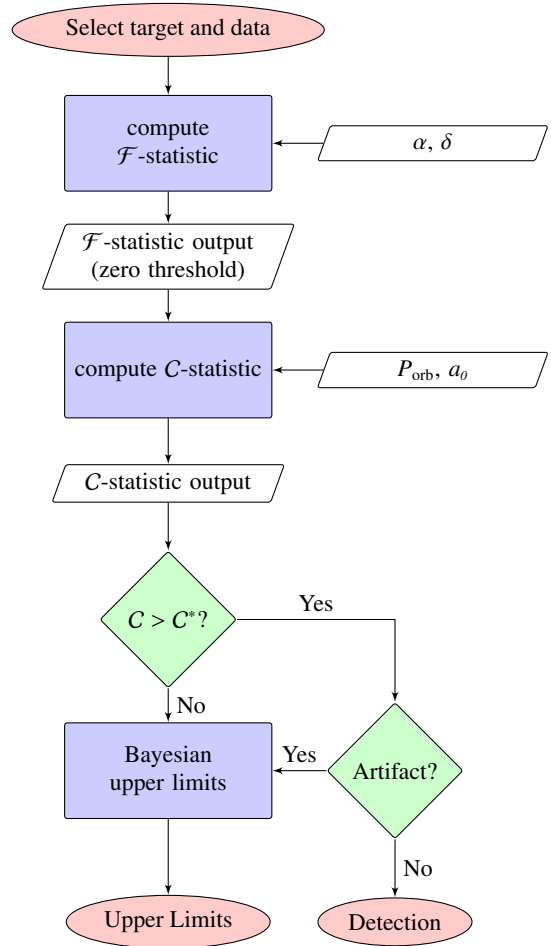 Select target and data
compute
ℱ-statistic
α, δ
ℱ-statistic output
(zero threshold)
compute 𝒞-statistic
P_orb, a_0
𝒞-statistic output
𝒞 > 𝒞*?
Yes
No
Bayesian
upper limits
Yes
Artifact?
No
Upper Limits
Detection